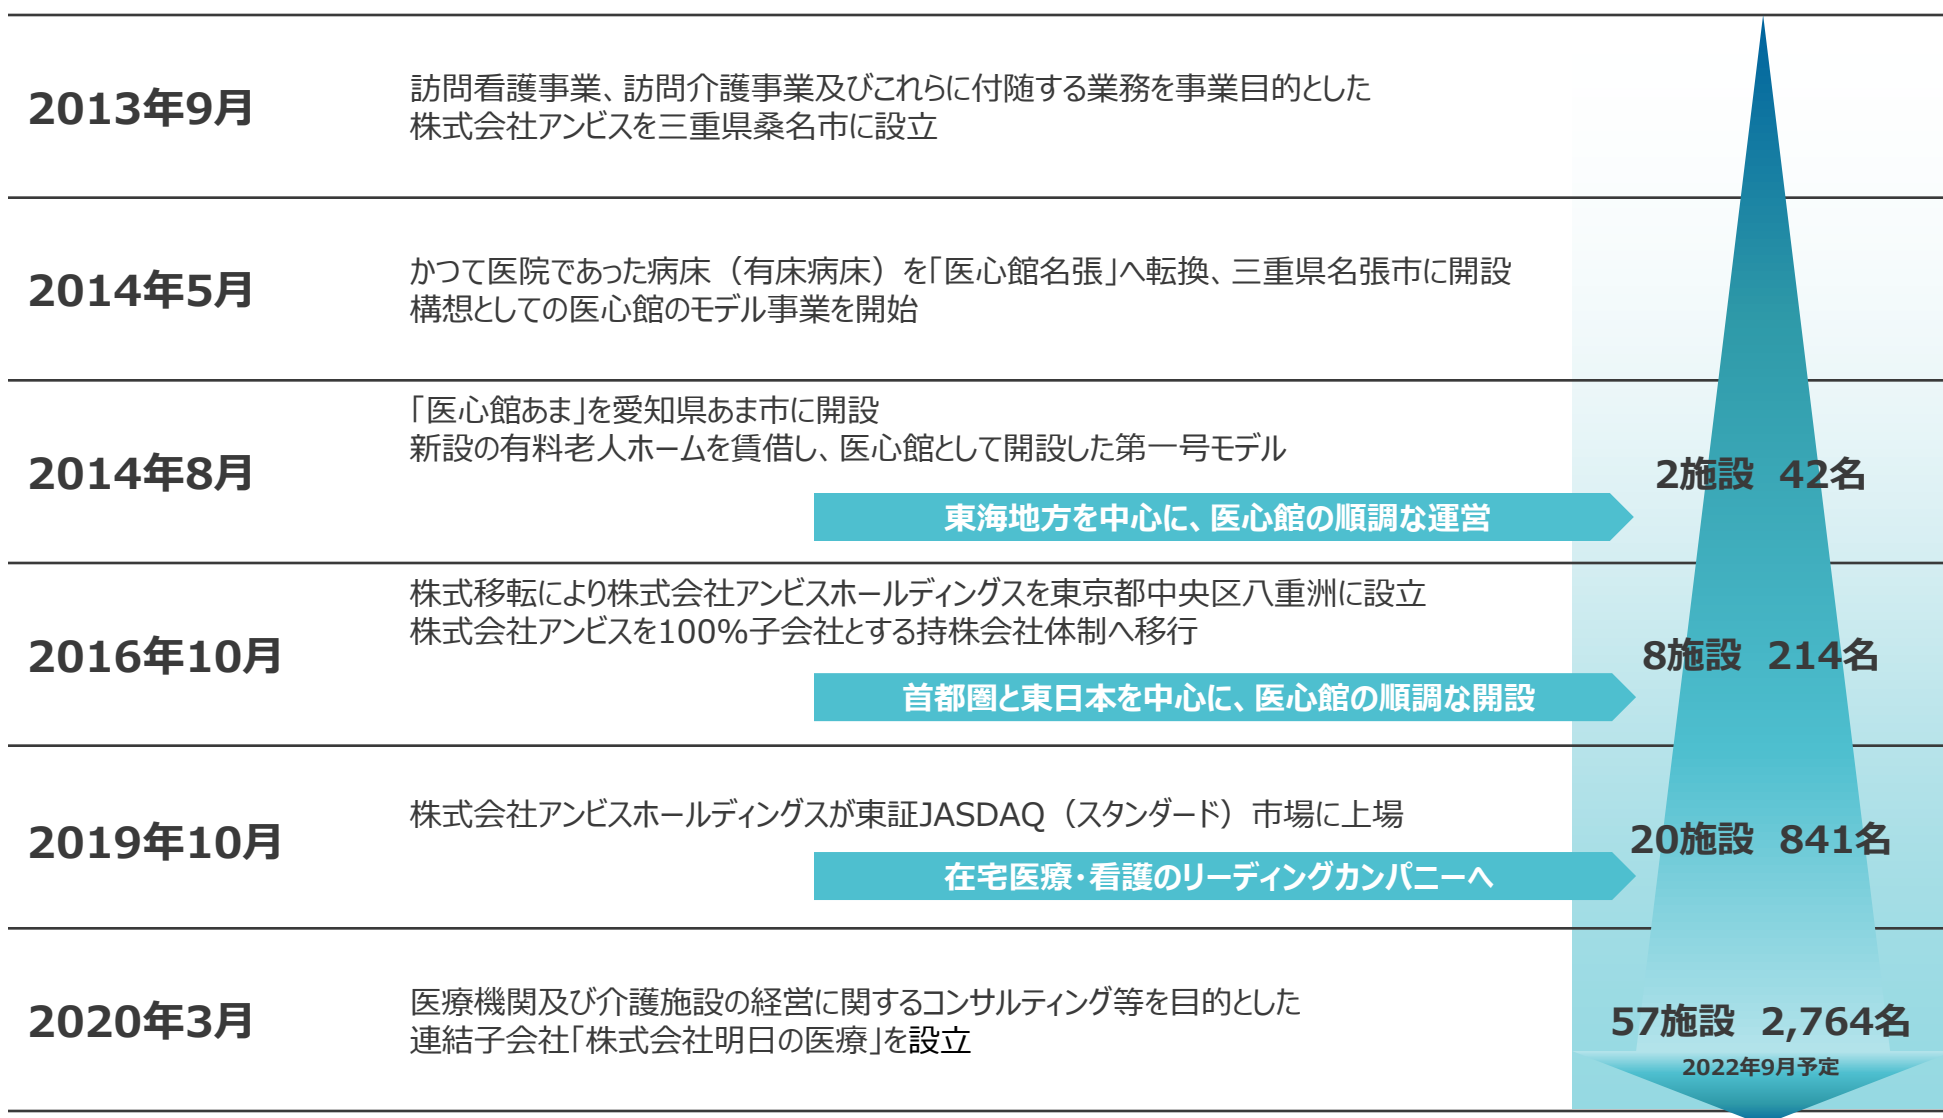 2013年9月
訪問看護事業、訪問介護事業及びこれらに付随する業務を事業目的とした
株式会社アンビスを三重県桑名市に設立
2014年5月
かつて医院であった病床（有床病床）を「医心館名張」へ転換、三重県名張市に開設
構想としての医心館のモデル事業を開始
2014年8月
「医心館あま」を愛知県あま市に開設
新設の有料老人ホームを賃借し、医心館として開設した第一号モデル
2施設 42名
東海地方を中心に、医心館の順調な運営
2016年10月
株式移転により株式会社アンビスホールディングスを東京都中央区八重洲に設立
株式会社アンビスを100%子会社とする持株会社体制へ移行
8施設 214名
首都圏と東日本を中心に、医心館の順調な開設
2019年10月
株式会社アンビスホールディングスが東証JASDAQ（スタンダード）市場に上場
20施設 841名
在宅医療・看護のリーディングカンパニーへ
2020年3月
医療機関及び介護施設の経営に関するコンサルティング等を目的とした
連結子会社「株式会社明日の医療」を設立
57施設 2,764名
2022年9月予定